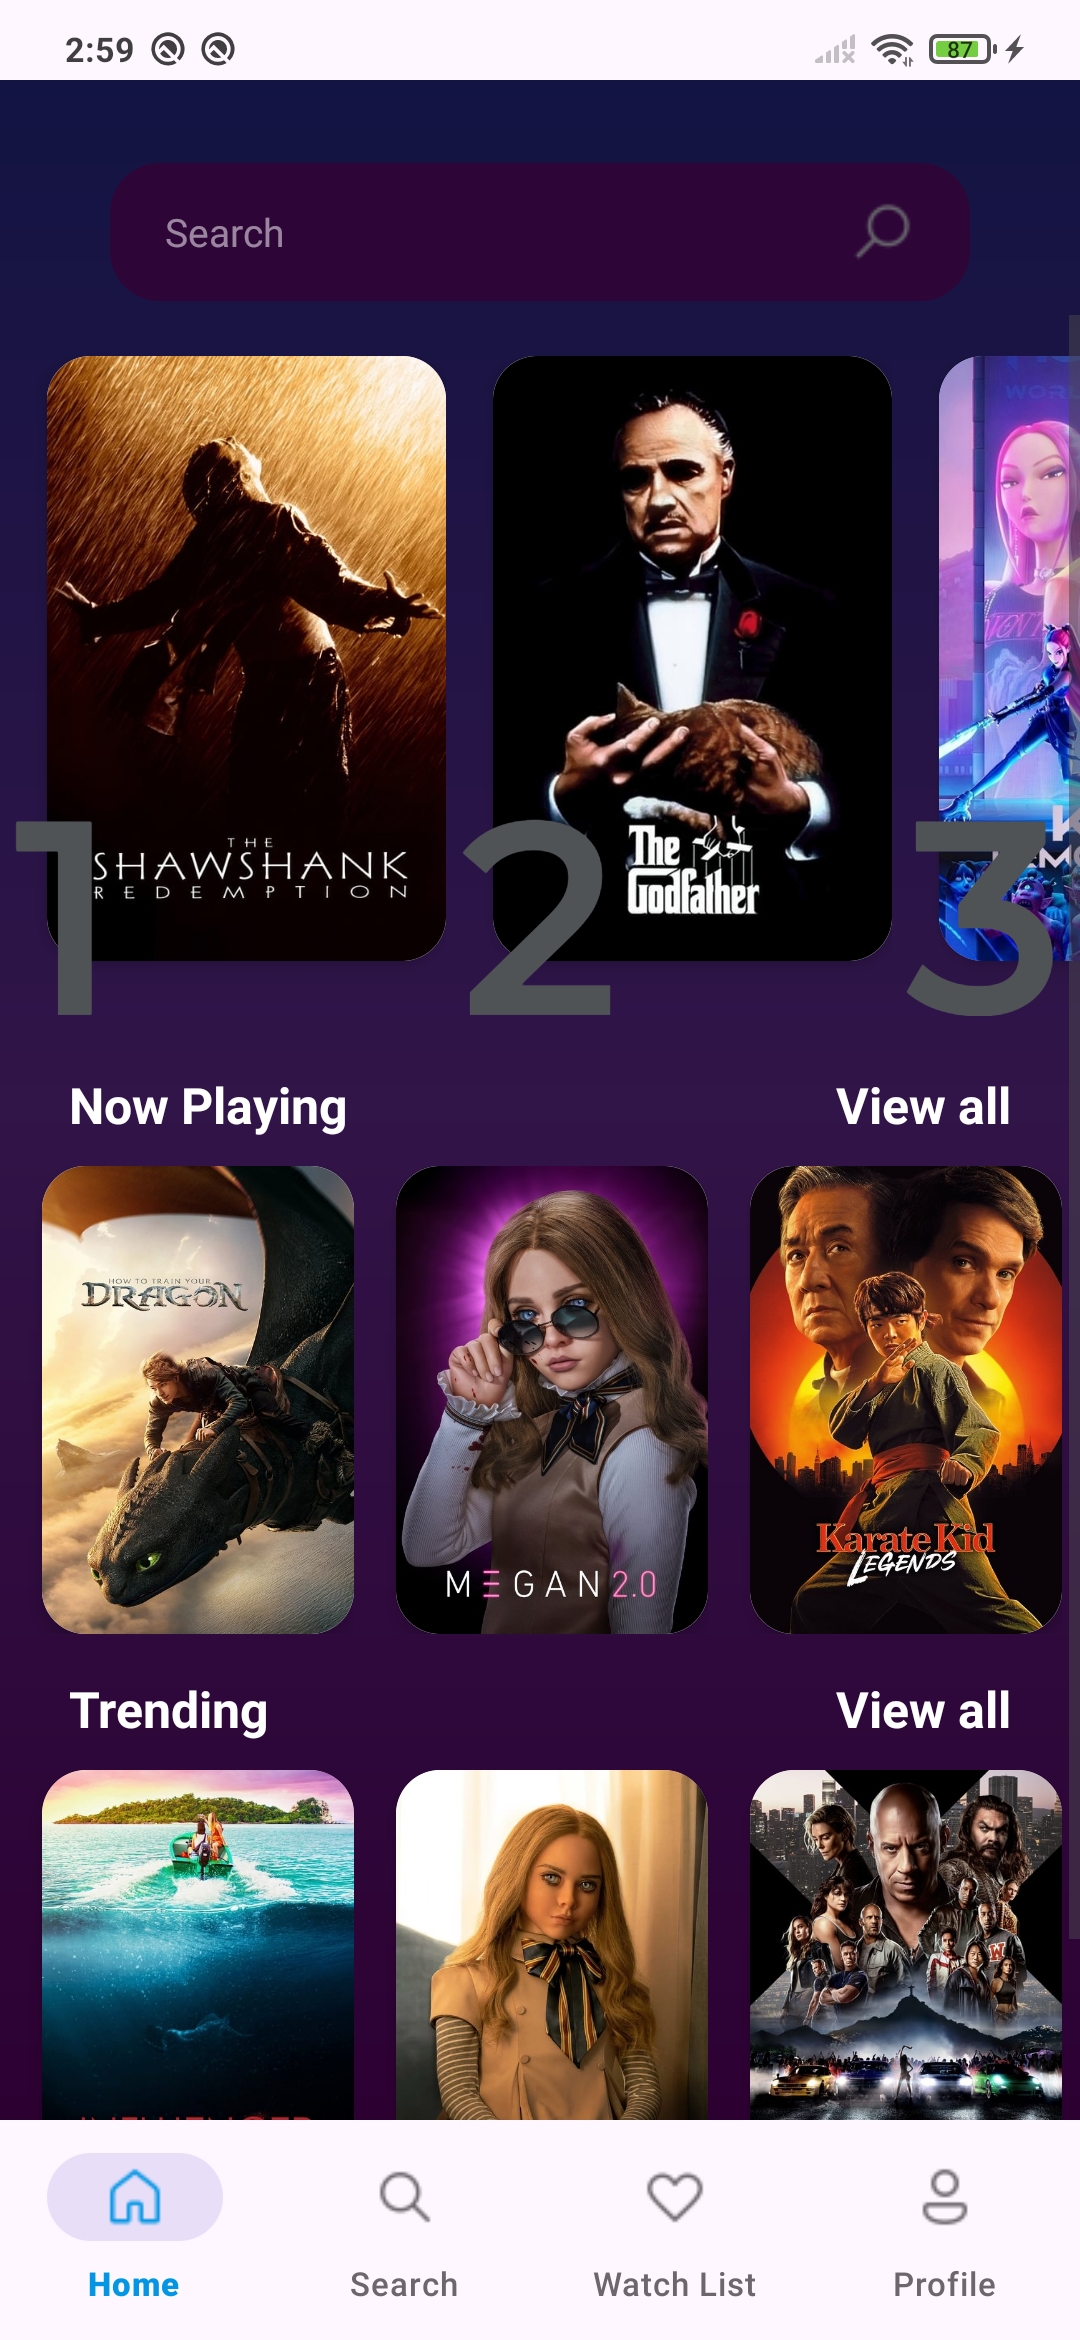 2:59
87
Search
THE
SHAWSHANK
REDEMPTION
The
Godfather
1
2
3
Now Playing
View all
HOW TO TRAIN YOUR
DRAGON
MEGAN 2.0
Karate Kid
LEGENDS
Trending
View all
Home
Search
Watch List
Profile